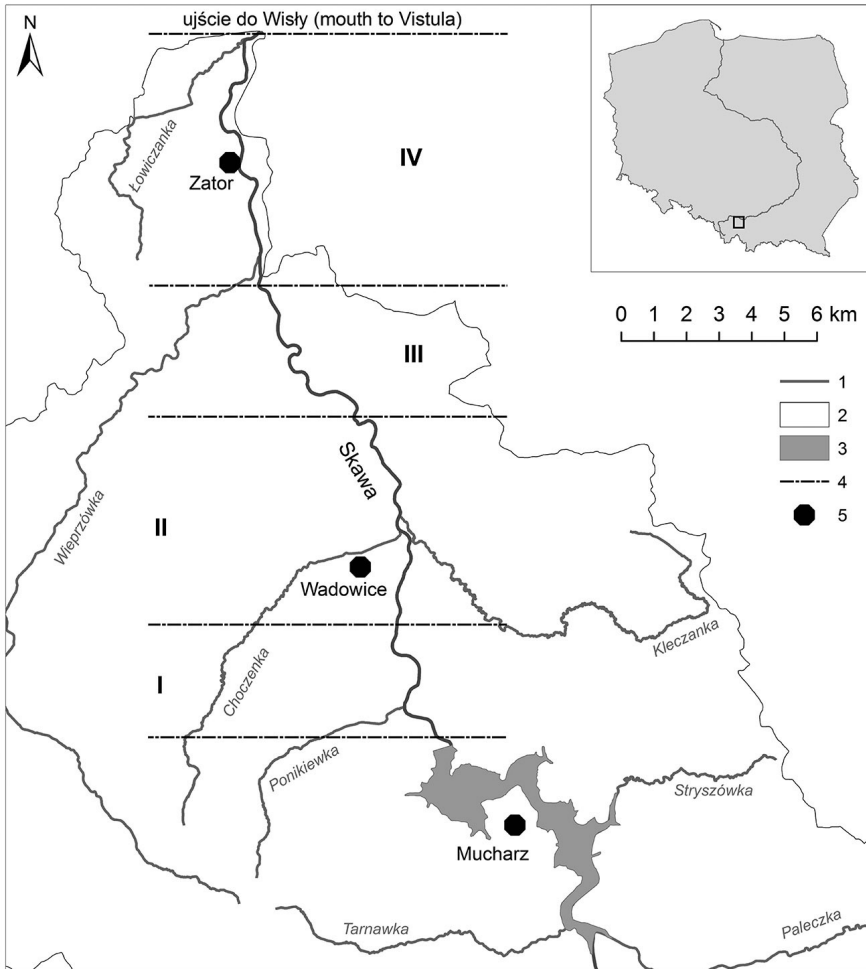 ujście do Wisły (mouth to Vistula)
N
Łowiczanka
IV
Zator
0 1 2 3 4 5 6 km
III
1
2
3
4
5
Skawa
Wieprzówka
II
Wadowice
Kleczanka
Choczenka
I
Ponikiewka
Stryszówka
Mucharz
Tarnawka
Paleczka